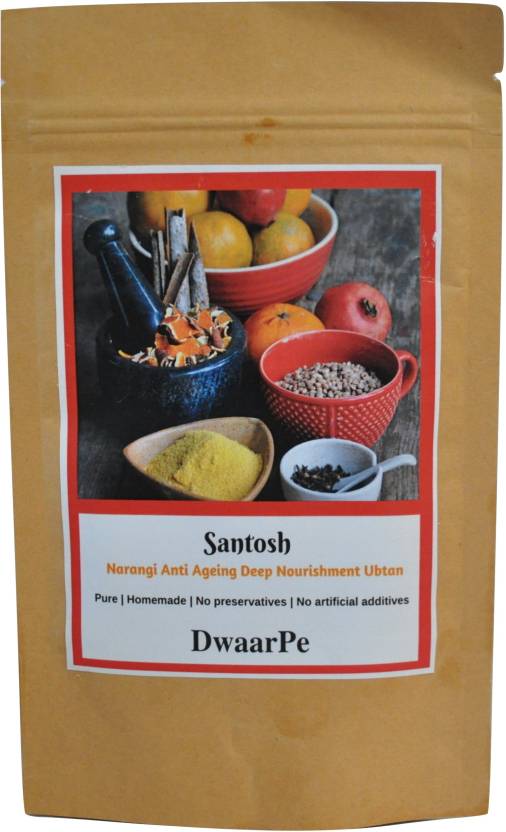 Santosh
Narangi Anti Ageing Deep Nourishment Ubtan
Pure | Homemade | No preservatives | No artificial additives
DwaarPe